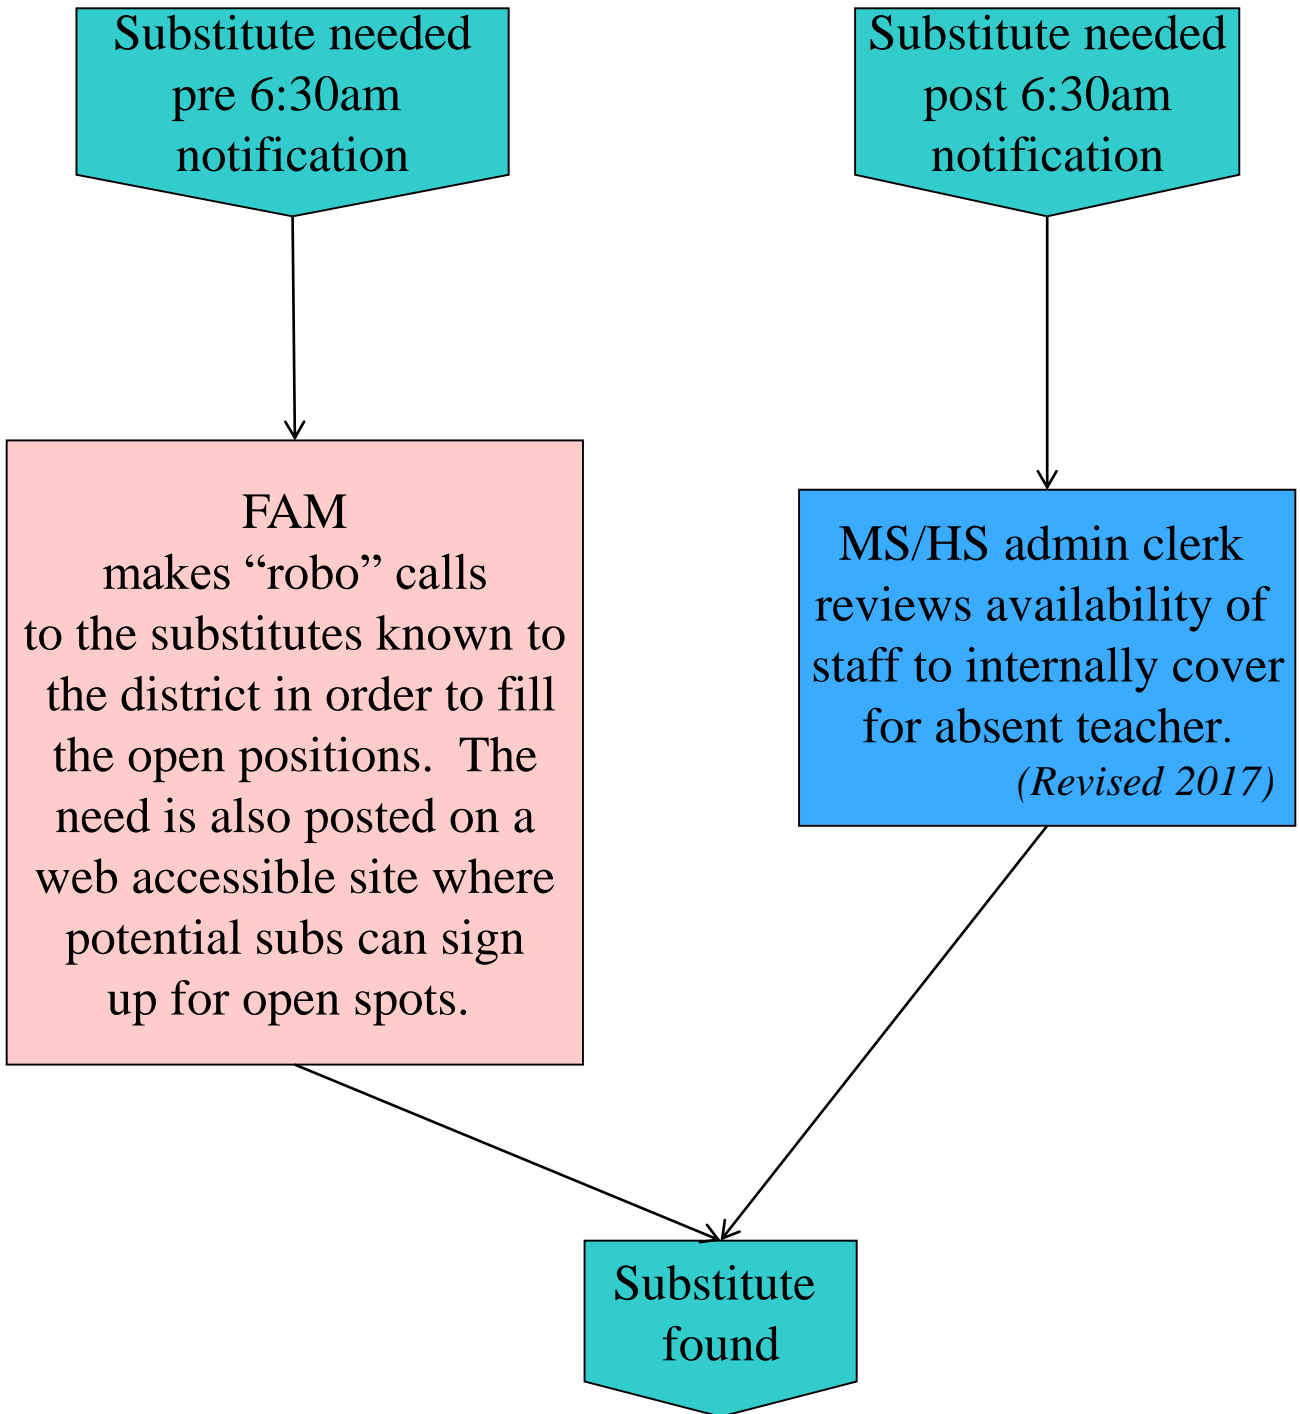 Substitute needed
pre 6:30am
notification
Substitute needed
post 6:30am
notification
FAM
makes “robo” calls
to the substitutes known to
the district in order to fill
the open positions.  The
need is also posted on a
web accessible site where
potential subs can sign
up for open spots.
MS/HS admin clerk
reviews availability of
staff to internally cover
for absent teacher.
(Revised 2017)
Substitute
found